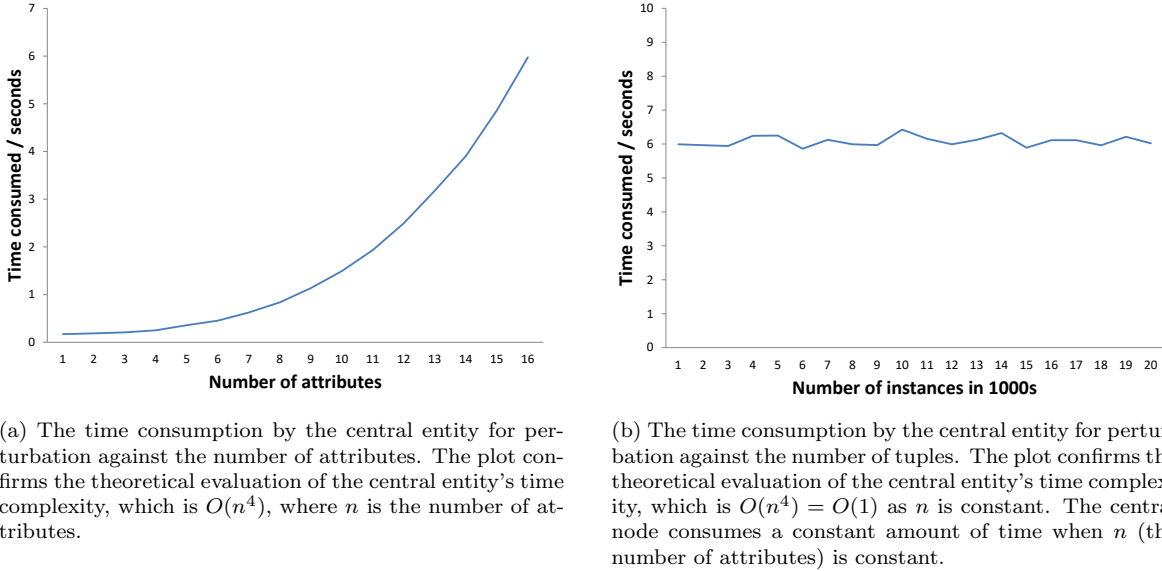 7
6
5
4
3
2
1
0
Time consumed / seconds
1 2 3 4 5 6 7 8 9 10 11 12 13 14 15 16
Number of attributes
10
9
8
7
6
5
4
3
2
1
0
Time consumed / seconds
1 2 3 4 5 6 7 8 9 10 11 12 13 14 15 16 17 18 19 20
Number of instances in 1000s
(a) The time consumption by the central entity for per-
turbation against the number of attributes. The plot con-
firms the theoretical evaluation of the central entity's time
complexity, which is O(n⁴), where n is the number of at-
tributes.
(b) The time consumption by the central entity for pertur
bation against the number of tuples. The plot confirms th
theoretical evaluation of the central entity's time complex
ity, which is O(n⁴) = O(1) as n is constant. The centra
node consumes a constant amount of time when n (th
number of attributes) is constant.